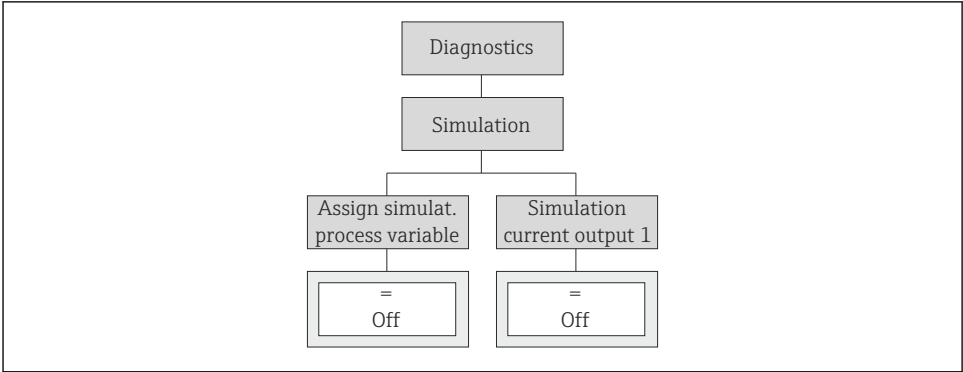 Diagnostics
Simulation
Assign simulat.
process variable
Simulation
current output 1
=
Off
=
Off